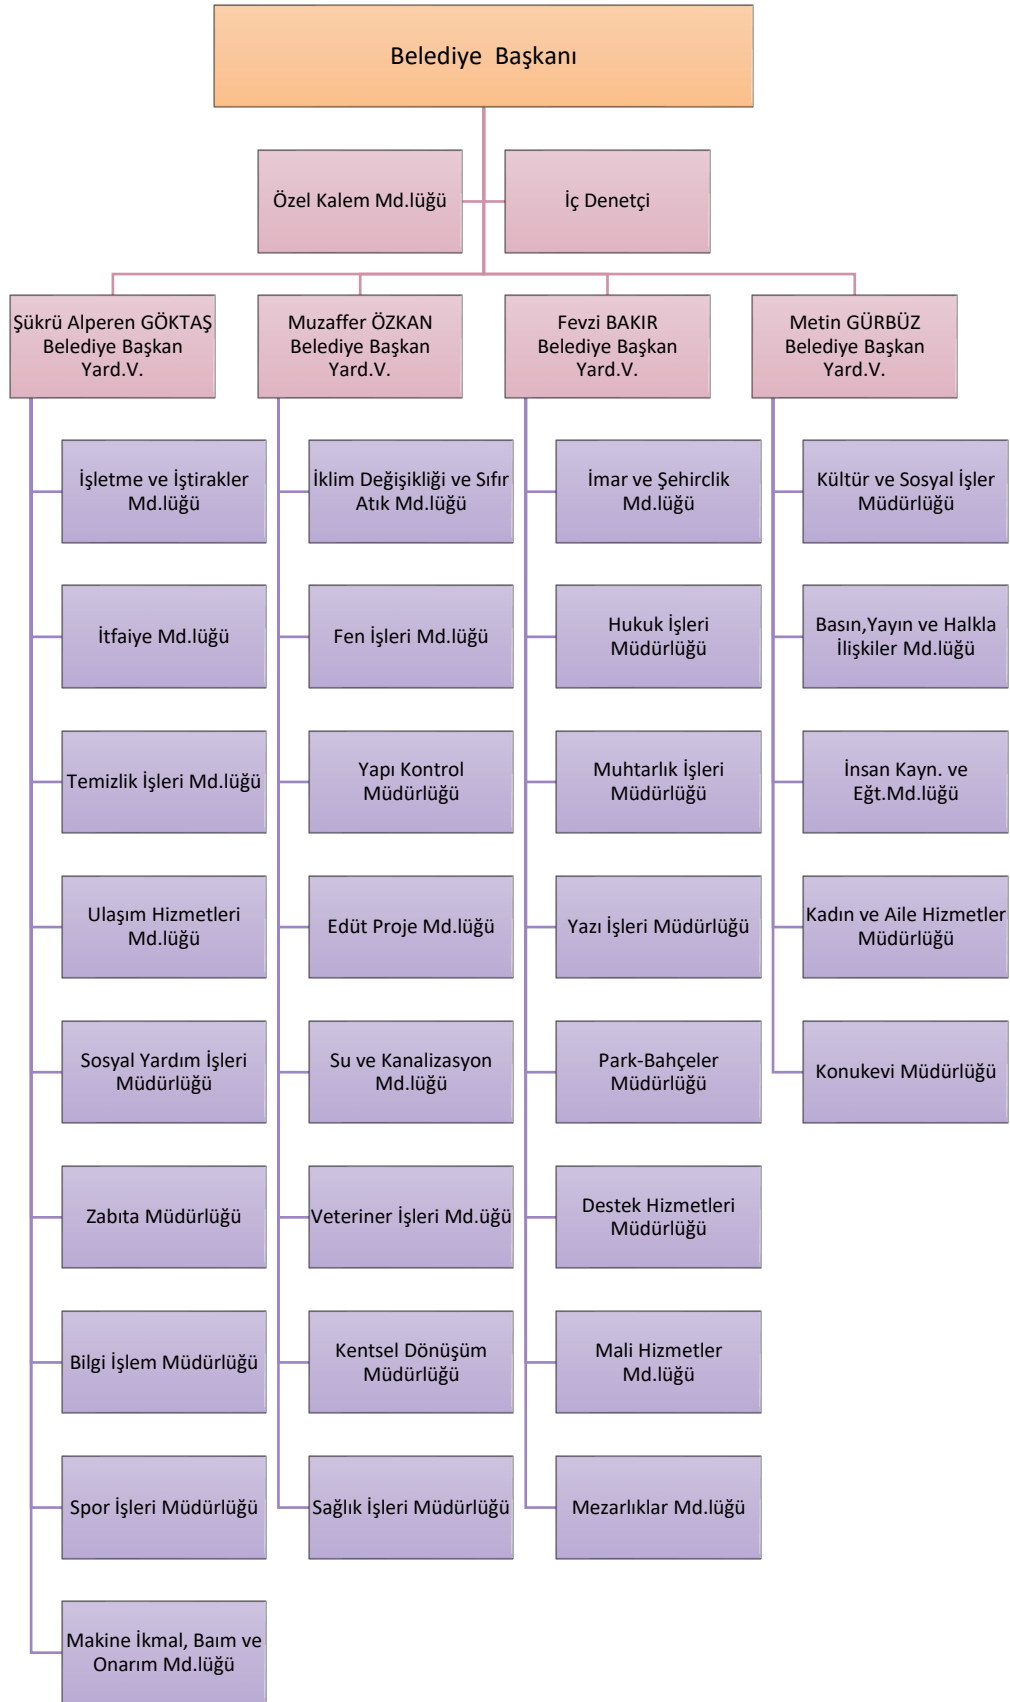 Belediye Başkanı
Özel Kalem Md.lüğü
İç Denetçi
Şükrü Alperen GÖKTAŞ
Belediye Başkan
Yard.V.
Muzaffer ÖZKAN
Belediye Başkan
Yard.V.
Fevzi BAKIR
Belediye Başkan
Yard.V.
Metin GÜRBÜZ
Belediye Başkan
Yard.V.
İşletme ve İştirakler
Md.lüğü
İtfaiye Md.lüğü
Temizlik İşleri Md.lüğü
Ulaşım Hizmetleri
Md.lüğü
Sosyal Yardım İşleri
Müdürlüğü
Zabıta Müdürlüğü
Bilgi İşlem Müdürlüğü
Spor İşleri Müdürlüğü
Makine İkmal, Baım ve
Onarım Md.lüğü
İklim Değişikliği ve Sıfır
Atık Md.lüğü
Fen İşleri Md.lüğü
Yapı Kontrol
Müdürlüğü
Edüt Proje Md.lüğü
Su ve Kanalizasyon
Md.lüğü
Veteriner İşleri Md.üğü
Kentsel Dönüşüm
Müdürlüğü
Sağlık İşleri Müdürlüğü
İmar ve Şehirclik
Md.lüğü
Hukuk İşleri
Müdürlüğü
Muhtarlık İşleri
Müdürlüğü
Yazı İşleri Müdürlüğü
Park-Bahçeler
Müdürlüğü
Destek Hizmetleri
Müdürlüğü
Mali Hizmetler
Md.lüğü
Mezarlıklar Md.lüğü
Kültür ve Sosyal İşler
Müdürlüğü
Basın,Yayın ve Halkla
İlişkiler Md.lüğü
İnsan Kayn. ve
Eğt.Md.lüğü
Kadın ve Aile Hizmetler
Müdürlüğü
Konukevi Müdürlüğü